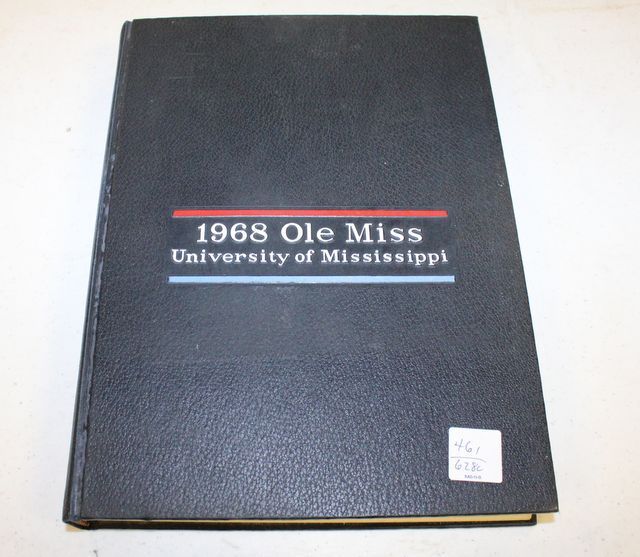 1968 Ole Miss
University of Mississippi
461
628c